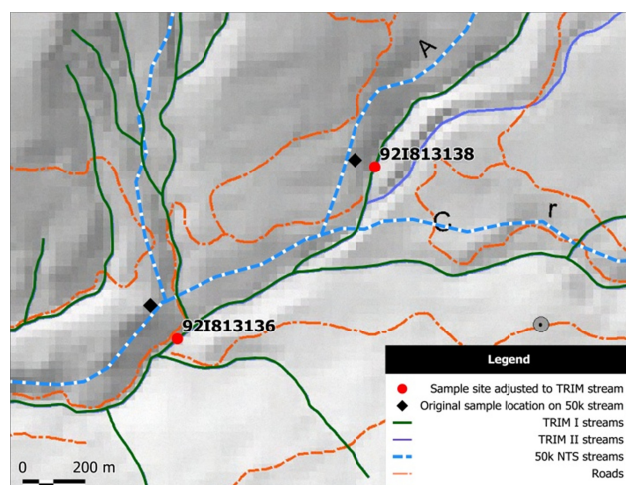 A
92I813138
C
r
92I813136
Legend
Sample site adjusted to TRIM stream
Original sample location on 50k stream
TRIM I streams
TRIM II streams
50k NTS streams
Roads
0 200 m